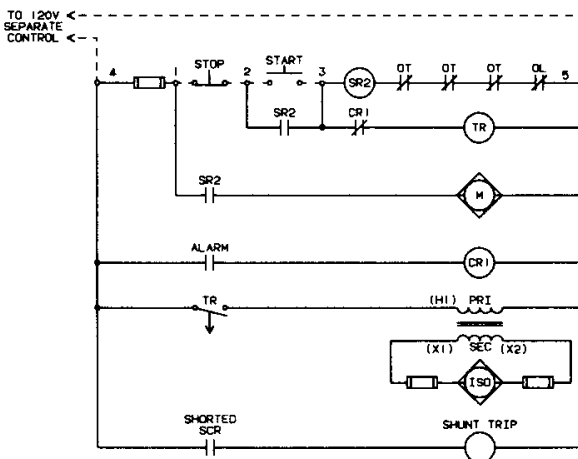 TO 120V
SEPARATE
CONTROL
4 1 STOP 2 START 3 SR2 OT OT OT OL 5
SR2 CR1 TR
SR2 M
ALARM CR1
TR (H1) PRI
(X1) SEC (X2)
ISO
SHORTED
SCR SHUNT TRIP